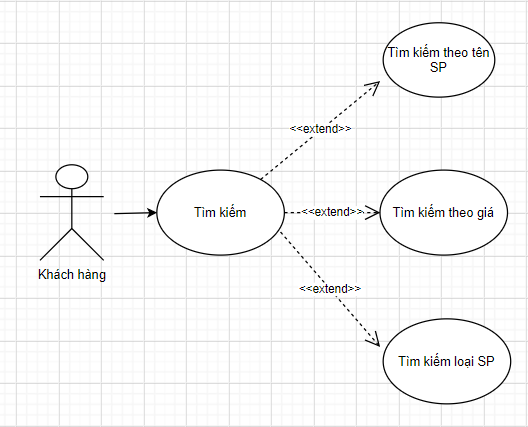 Tìm kiếm theo tên
SP
<<extend>>
Tìm kiếm
<<extend>>
Tìm kiếm theo giá
Khách hàng
<<extend>>
Tìm kiếm loại SP